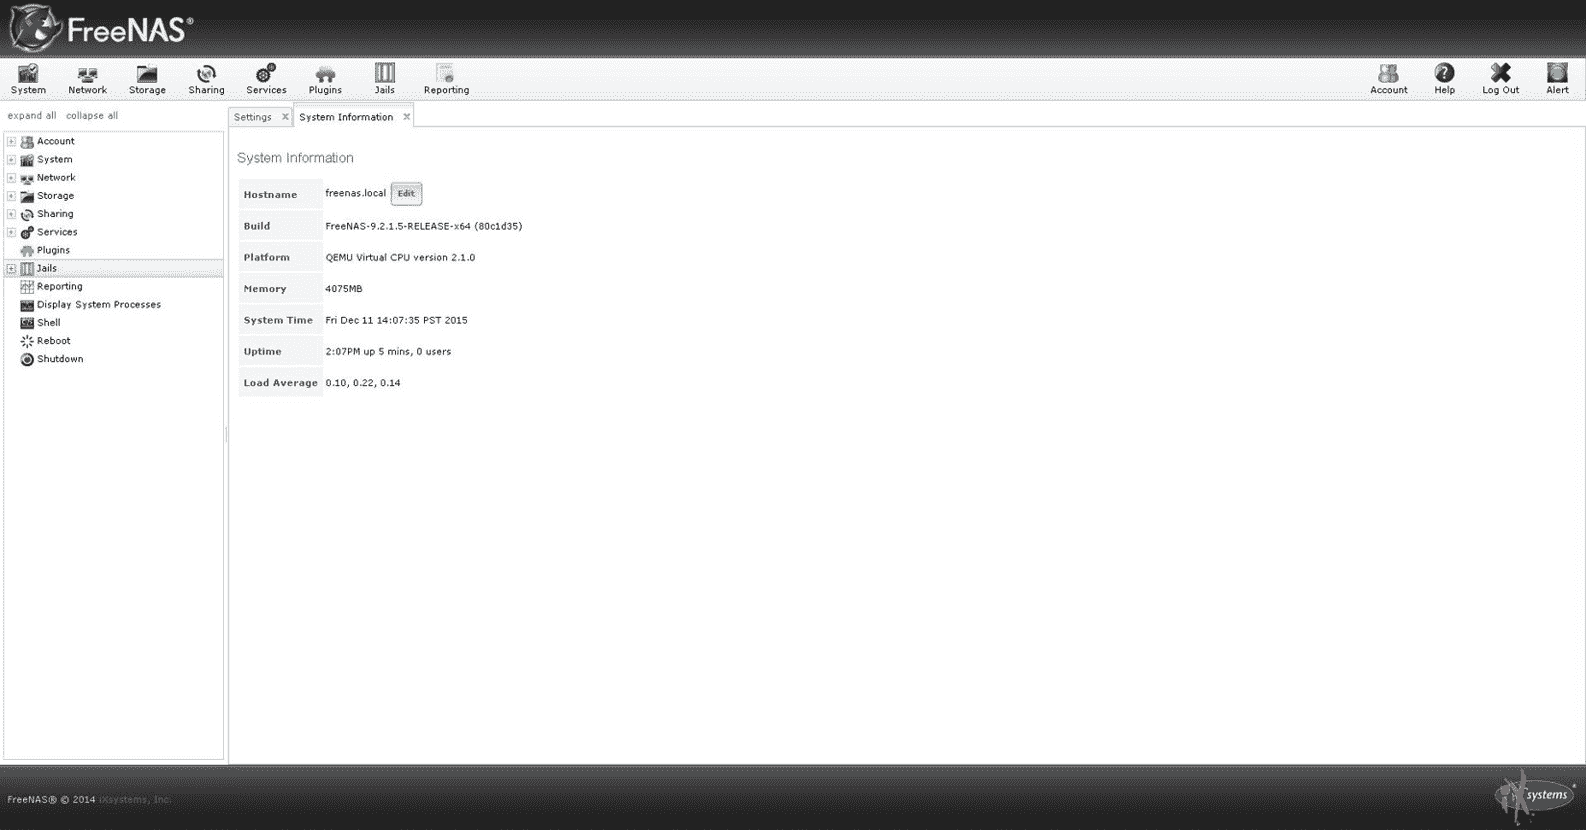 FreeNAS®
System Network Storage Sharing Services Plugins Jails Reporting Account Help Log Out Alert
expand all collapse all
Settings System Information
Account
System
Network
Storage
Sharing
Services
Plugins
Jails
Reporting
Display System Processes
Shell
Reboot
Shutdown
System Information
Hostname freenas.local Edit
Build FreeNAS-9.2.1.5-RELEASE-x64 (80c1d35)
Platform QEMU Virtual CPU version 2.1.0
Memory 4075MB
System Time Fri Dec 11 14:07:35 PST 2015
Uptime 2:07PM up 5 mins, 0 users
Load Average 0.10, 0.22, 0.14
FreeNAS® © 2014 iXsystems, Inc.
iXsystems®